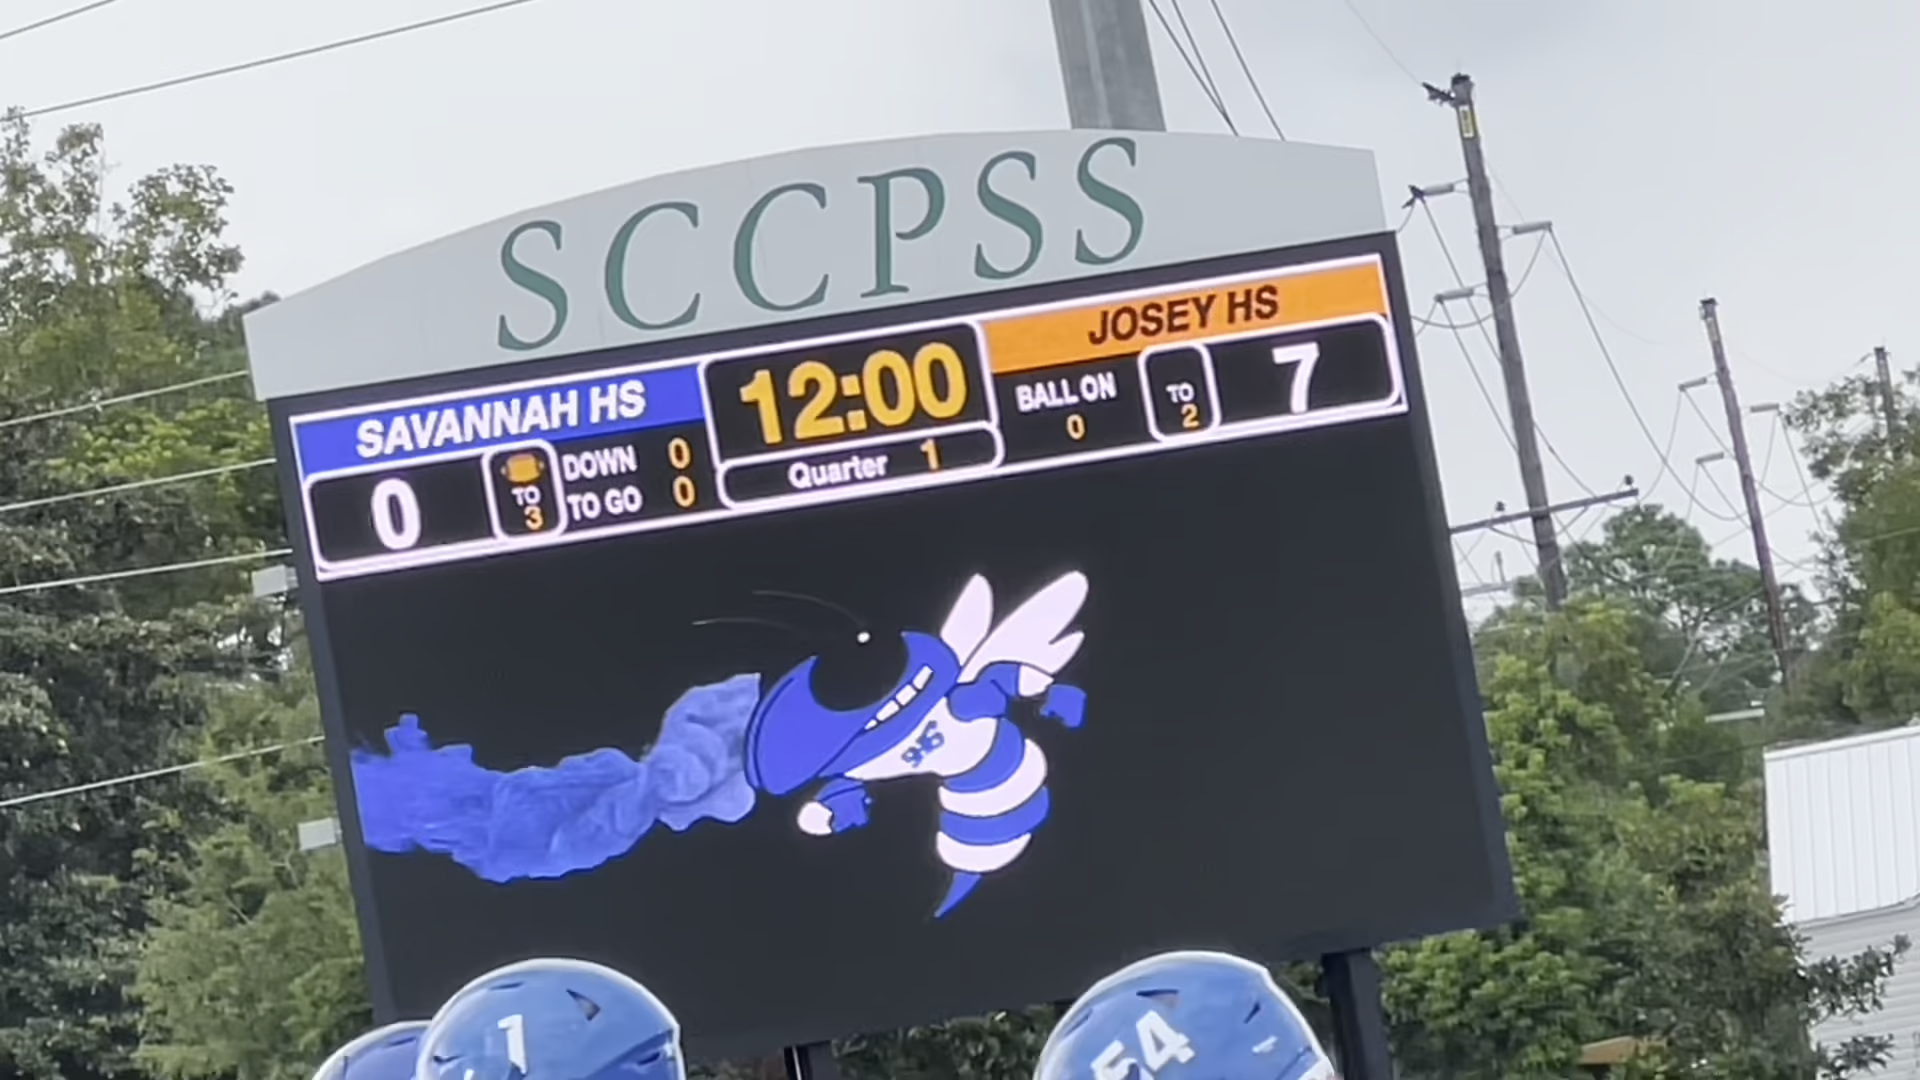 SCCPSS
SAVANNAH HS
12:00
JOSEY HS
0
TO
3
DOWN 0
TO GO 0
Quarter 1
BALL ON
0
TO
2
7
SHS
1
54